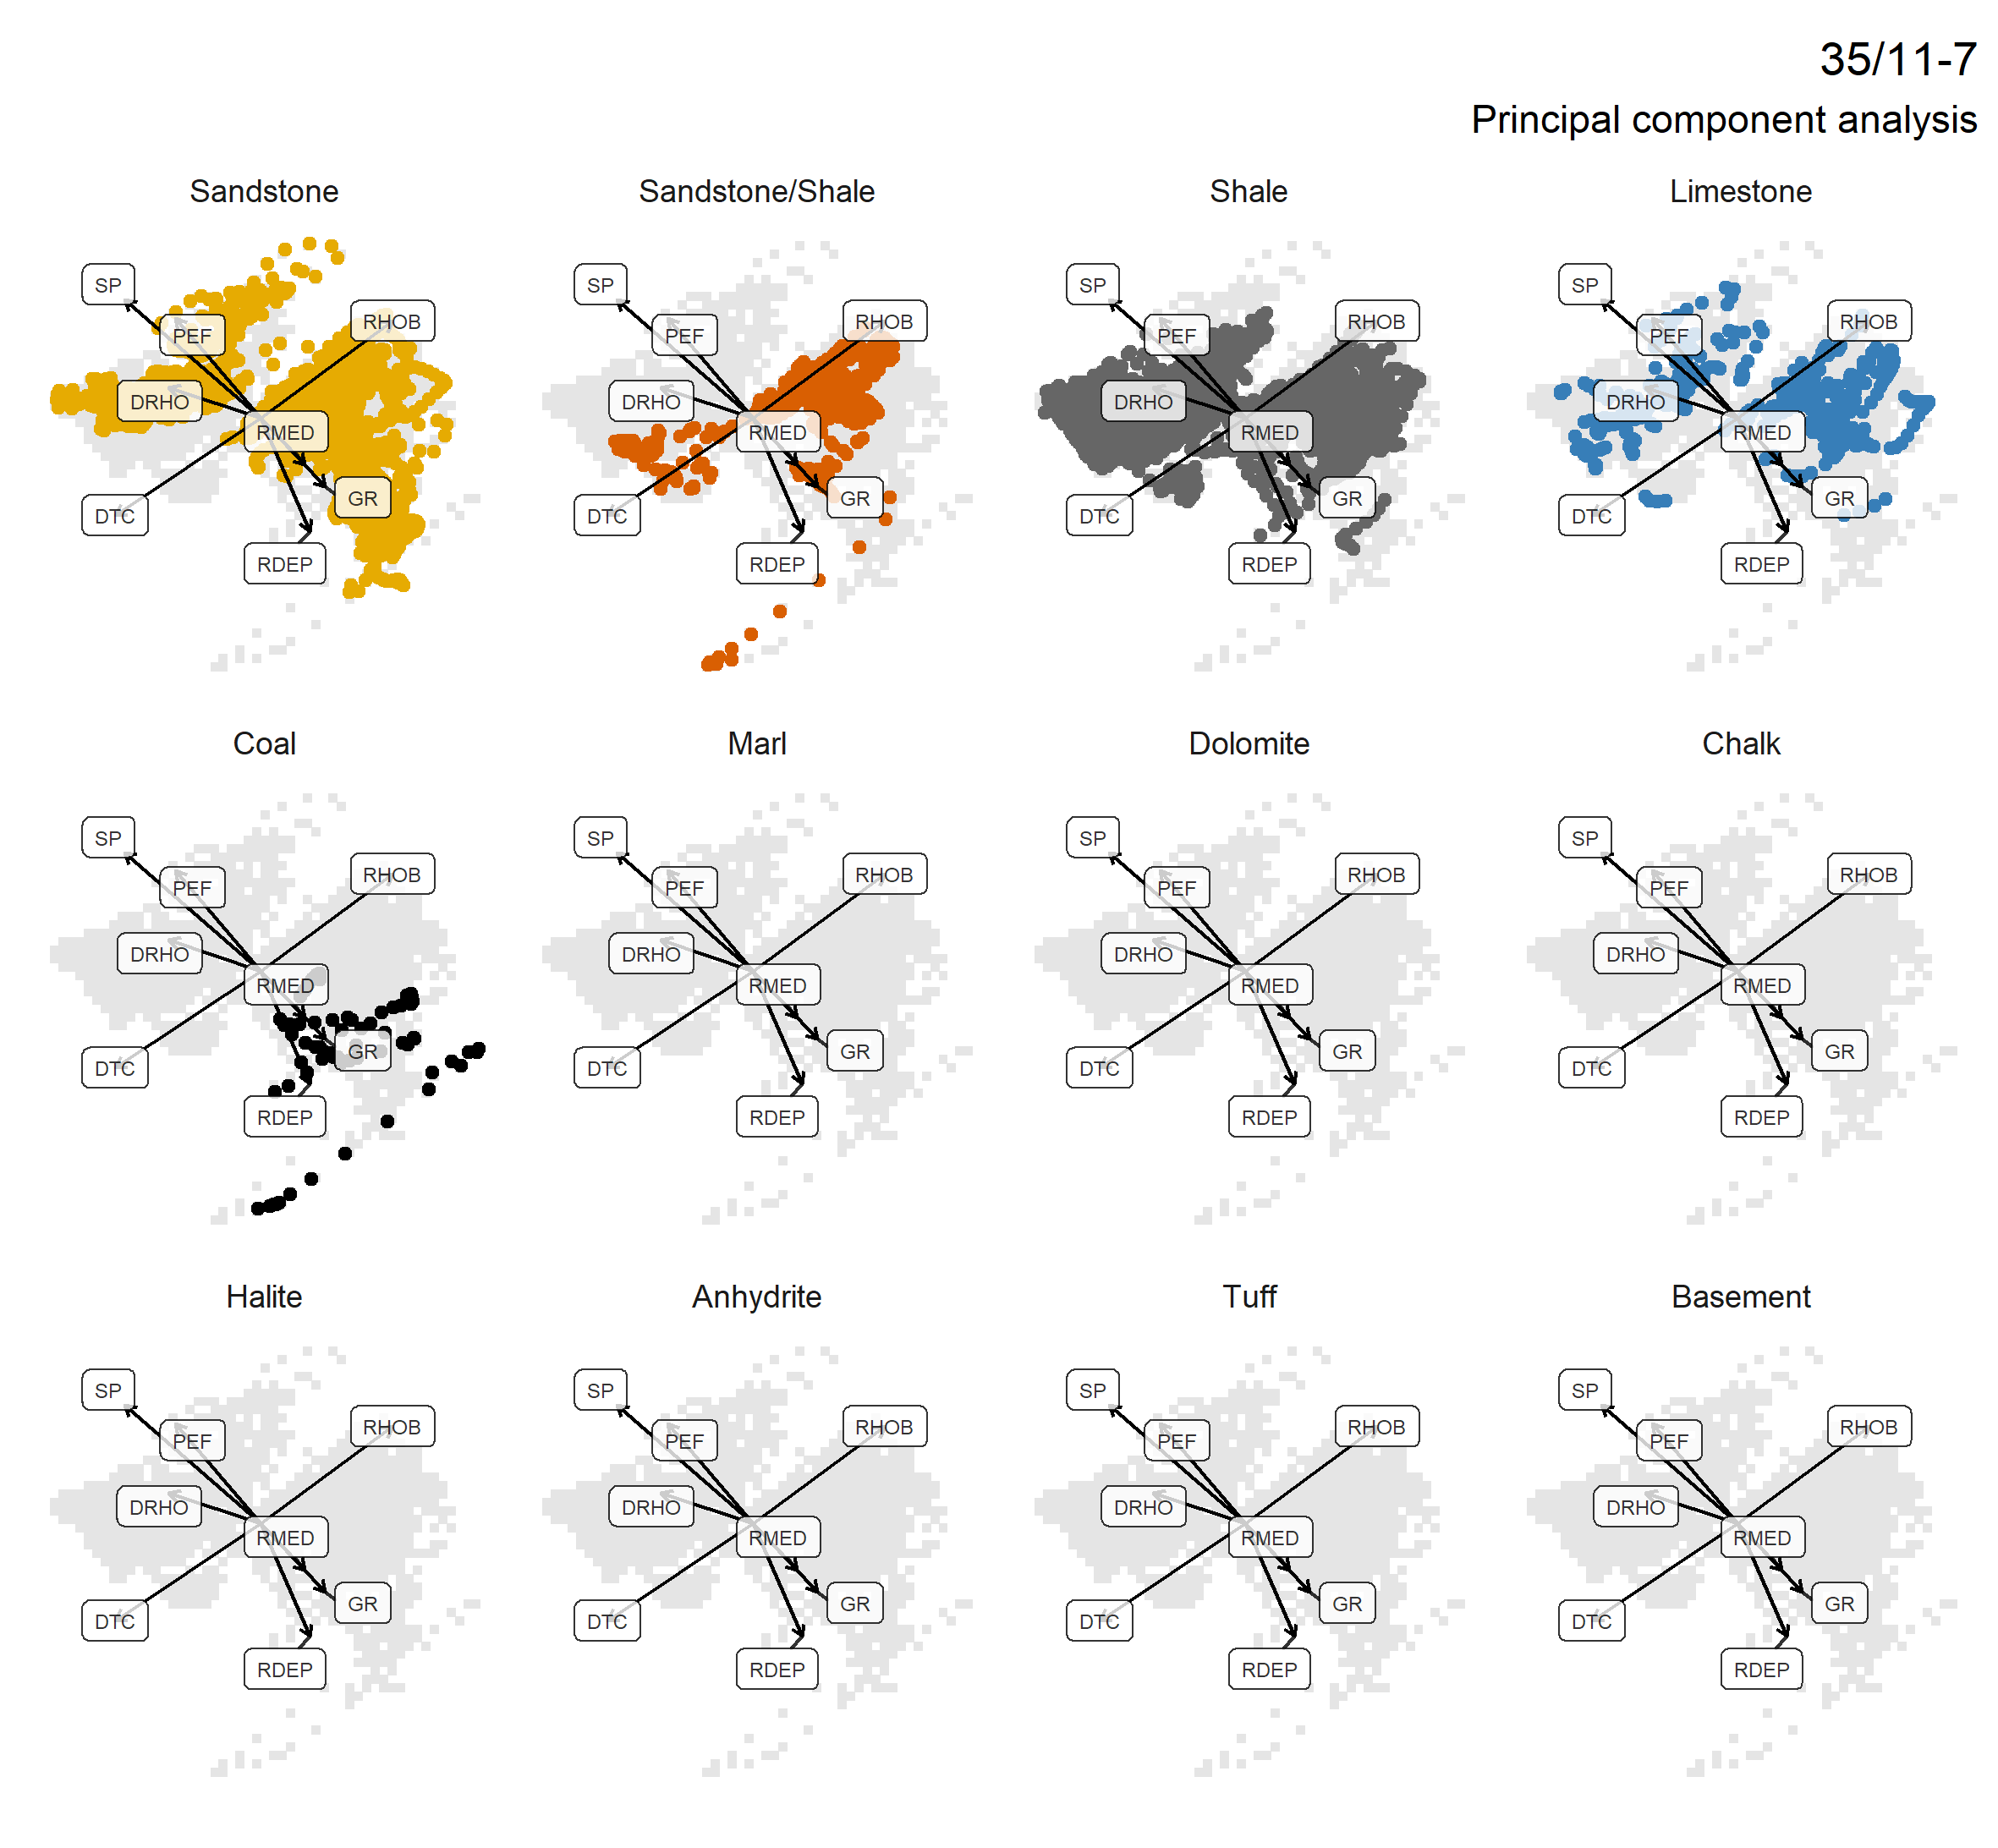 35/11-7
Principal component analysis
Sandstone
SP
PEF
RHOB
DRHO
RMED
GR
DTC
RDEP
Sandstone/Shale
SP
PEF
RHOB
DRHO
RMED
GR
DTC
RDEP
Shale
SP
PEF
RHOB
DRHO
RMED
GR
DTC
RDEP
Limestone
SP
PEF
RHOB
DRHO
RMED
GR
DTC
RDEP
Coal
SP
PEF
RHOB
DRHO
RMED
GR
DTC
RDEP
Marl
SP
PEF
RHOB
DRHO
RMED
GR
DTC
RDEP
Dolomite
SP
PEF
RHOB
DRHO
RMED
GR
DTC
RDEP
Chalk
SP
PEF
RHOB
DRHO
RMED
GR
DTC
RDEP
Halite
SP
PEF
RHOB
DRHO
RMED
GR
DTC
RDEP
Anhydrite
SP
PEF
RHOB
DRHO
RMED
GR
DTC
RDEP
Tuff
SP
PEF
RHOB
DRHO
RMED
GR
DTC
RDEP
Basement
SP
PEF
RHOB
DRHO
RMED
GR
DTC
RDEP